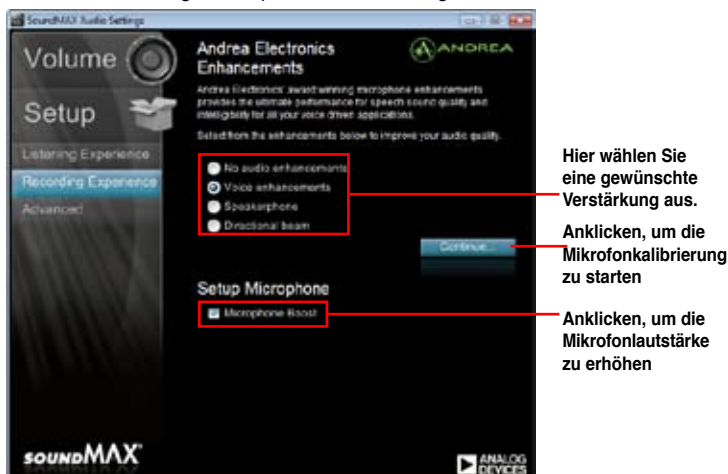 SoundMAX Audio Settings
Volume
Setup
Listening Experience
Recording Experience
Advanced
Andrea Electronics
Enhancements
ANDREA
Andrea Electronics' award winning microphone enhancements
provides the ultimate performance for speech sound quality and
intelligibility for all your voice driven applications.
Select from the enhancements below to improve your audio quality.
No audio enhancements
Voice enhancements
Speakerphone
Directional beam
Continue...
Setup Microphone
Microphone Boost
Hier wählen Sie
eine gewünschte
Verstärkung aus.
Anklicken, um die
Mikrofonkalibrierung
zu starten
Anklicken, um die
Mikrofonlautstärke
zu erhöhen
SOUNDMAX
ANALOG
DEVICES